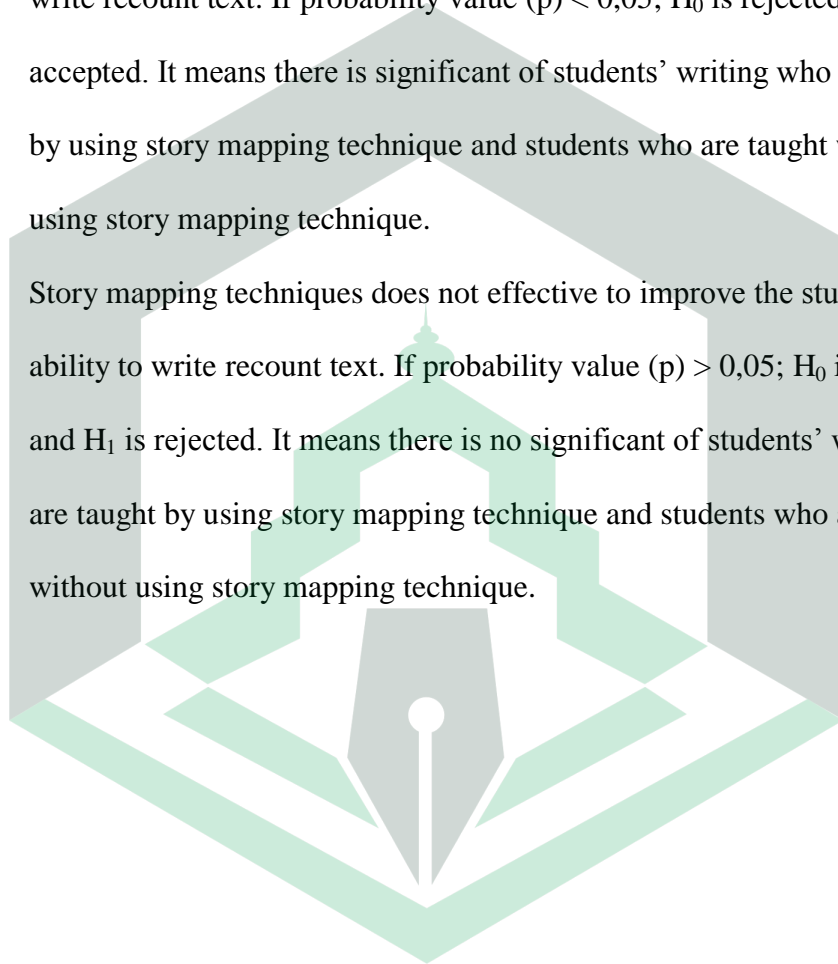 write recount text. If probability value (p) < 0,05; H₀ is rejected
accepted. It means there is significant of students’ writing who
by using story mapping technique and students who are taught
using story mapping technique.
Story mapping techniques does not effective to improve the
ability to write recount text. If probability value (p) > 0,05; H₀
and H₁ is rejected. It means there is no significant of students’
are taught by using story mapping technique and students who
without using story mapping technique.